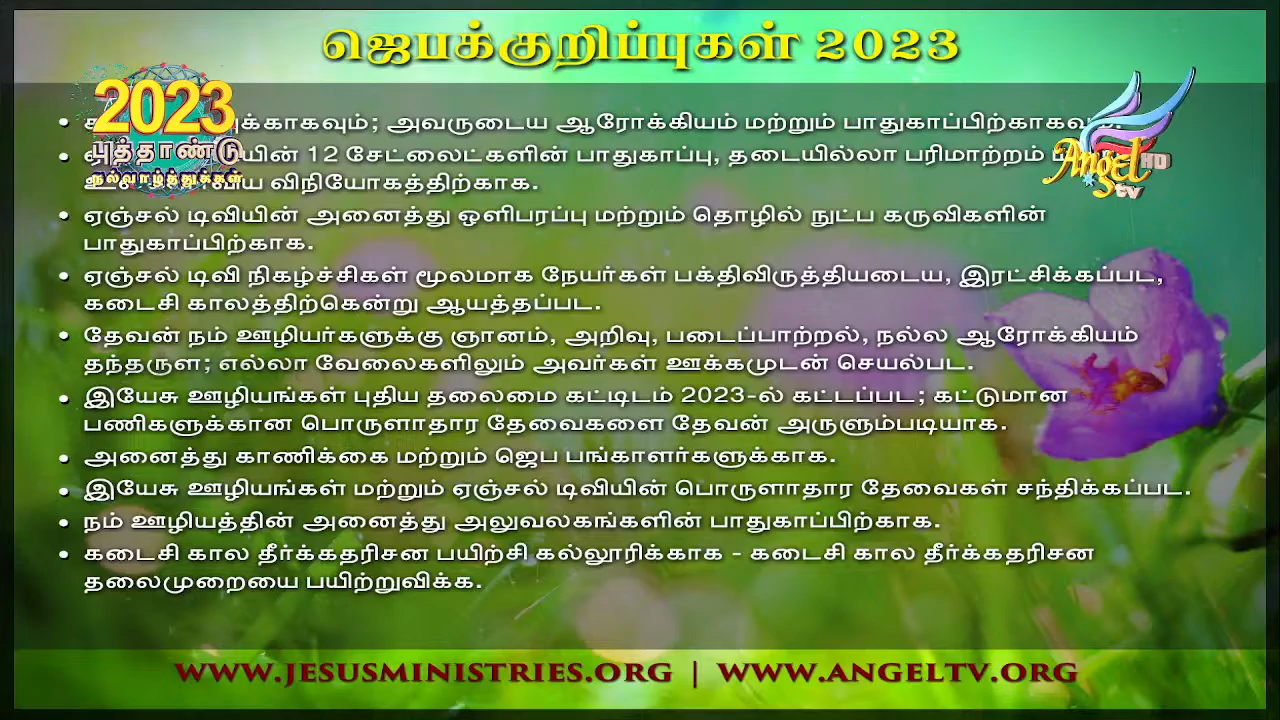 ஜெபக்குறிப்புகள் 2023
2023
புத்தாண்டு
நல்வாழ்த்துக்கள்
Angel HD
tv
• அவருடைய ஆரோக்கியம் மற்றும் பாதுகாப்பிற்காகவும்
• 12 சேட்லைட்களின் பாதுகாப்பு, தடையில்லா பரிமாற்றம்
விநியோகத்திற்காக.
• ஏஞ்சல் டிவியின் அனைத்து ஒளிபரப்பு மற்றும் தொழில் நுட்ப கருவிகளின்
பாதுகாப்பிற்காக.
• ஏஞ்சல் டிவி நிகழ்ச்சிகள் மூலமாக நேயர்கள் பக்திவிருத்தியடைய, இரட்சிக்கப்பட,
கடைசி காலத்திற்கென்று ஆயத்தப்பட.
• தேவன் நம் ஊழியர்களுக்கு ஞானம், அறிவு, படைப்பாற்றல், நல்ல ஆரோக்கியம்
தந்தருள; எல்லா வேலைகளிலும் அவர்கள் ஊக்கமுடன் செயல்பட.
• இயேசு ஊழியங்கள் புதிய தலைமை கட்டிடம் 2023-ல் கட்டப்பட; கட்டுமான
பணிகளுக்கான பொருளாதார தேவைகளை தேவன் அருளும்படியாக.
• அனைத்து காணிக்கை மற்றும் ஜெப பங்காளர்களுக்காக.
• இயேசு ஊழியங்கள் மற்றும் ஏஞ்சல் டிவியின் பொருளாதார தேவைகள் சந்திக்கப்பட.
• நம் ஊழியத்தின் அனைத்து அலுவலகங்களின் பாதுகாப்பிற்காக.
• கடைசி கால தீர்க்கதரிசன பயிற்சி கல்லூரிக்காக - கடைசி கால தீர்க்கதரிசன
தலைமுறையை பயிற்றுவிக்க.
WWW.JESUSMINISTRIES.ORG | WWW.ANGELTV.ORG